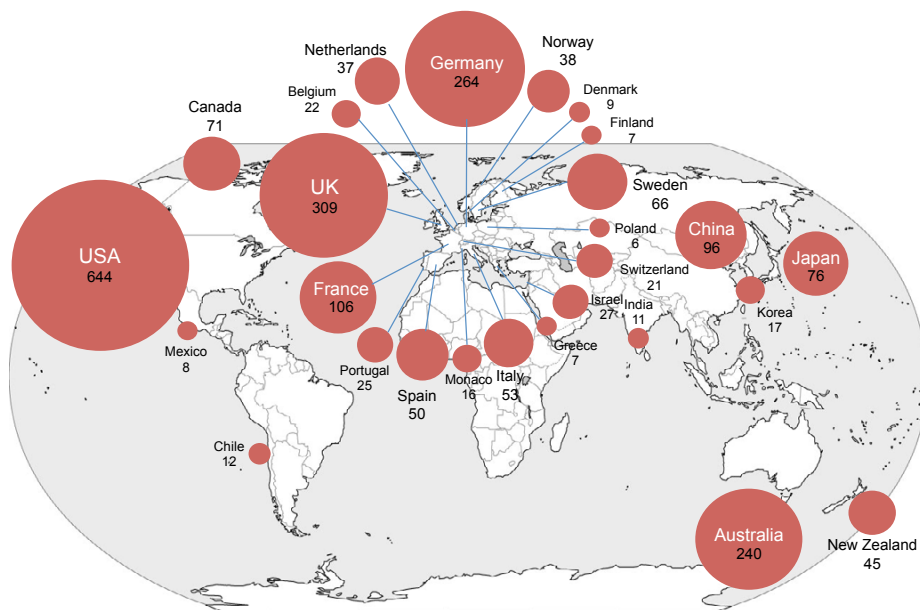 Netherlands
37
Germany
264
Norway
38
Belgium
22
Denmark
9
Canada
71
Finland
7
UK
309
Sweden
66
USA
644
Poland
6
China
96
Japan
76
Switzerland
21
France
106
Israel
27
India
11
Korea
17
Mexico
8
Portugal
25
Spain
50
Monaco
16
Italy
53
Greece
7
Chile
12
Australia
240
New Zealand
45